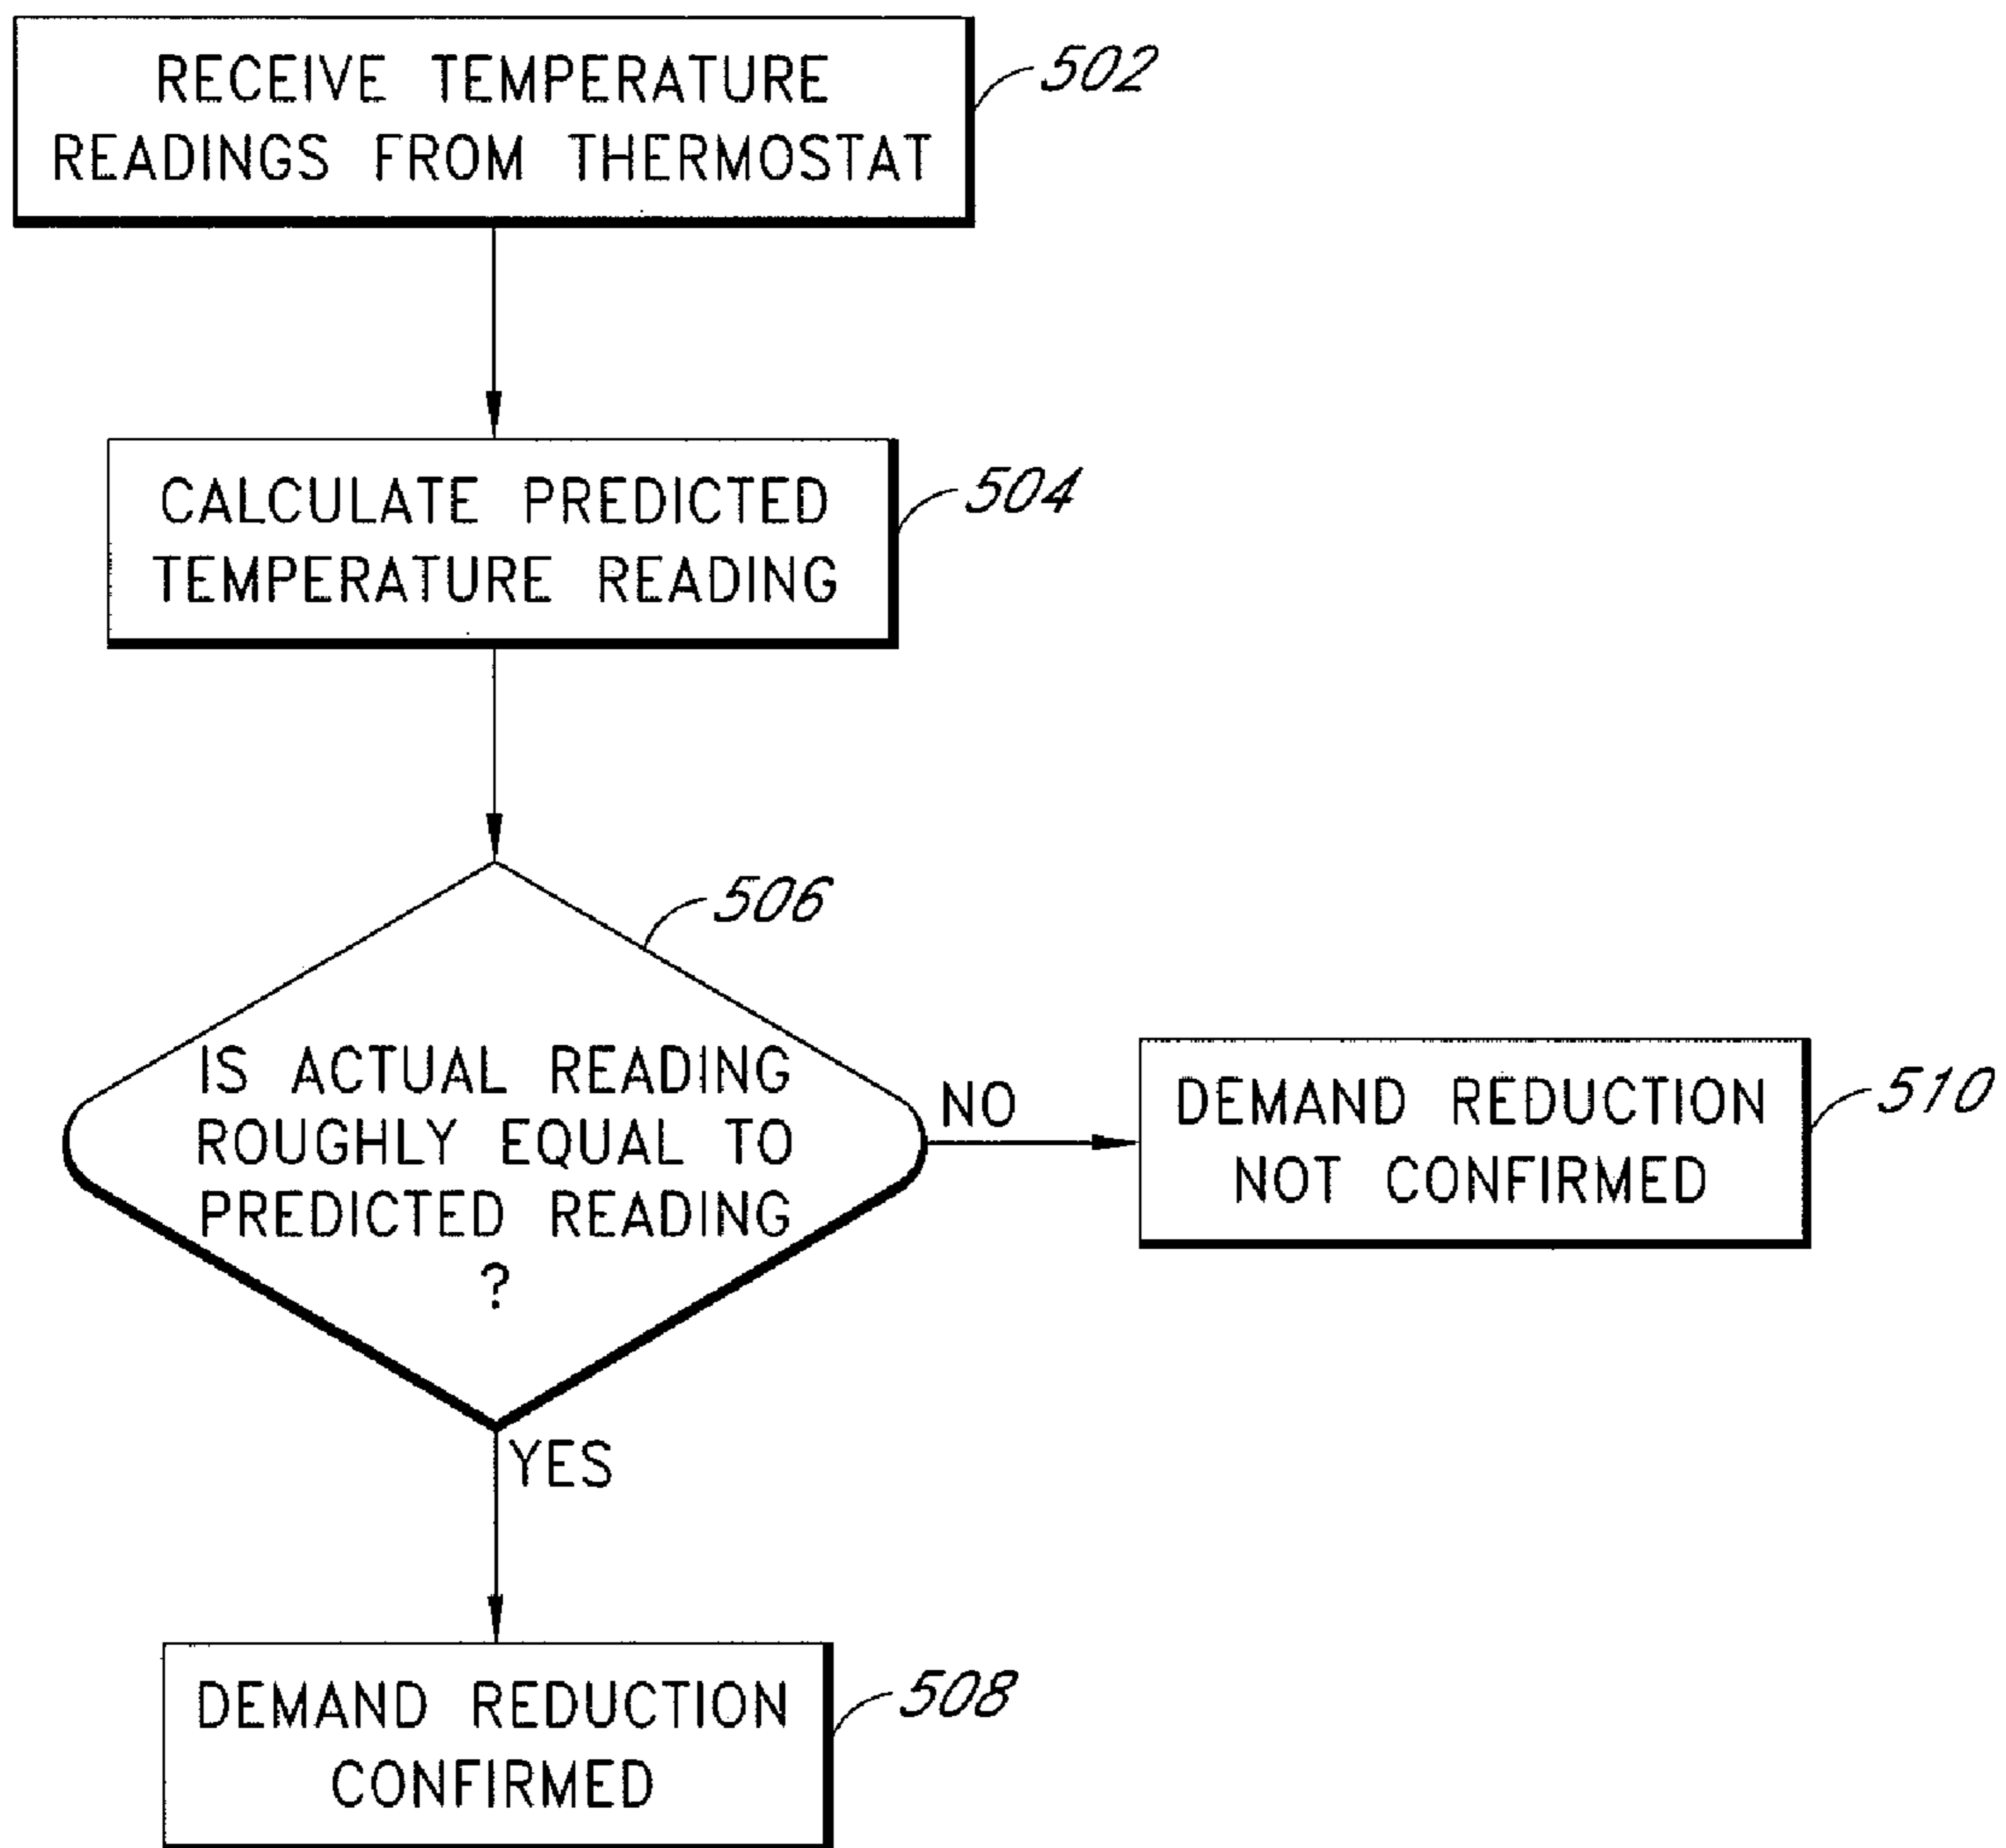 RECEIVE TEMPERATURE
READINGS FROM THERMOSTAT
502
CALCULATE PREDICTED
TEMPERATURE READING
504
506
IS ACTUAL READING
ROUGHLY EQUAL TO
PREDICTED READING
?
NO
DEMAND REDUCTION
NOT CONFIRMED
510
YES
DEMAND REDUCTION
CONFIRMED
508